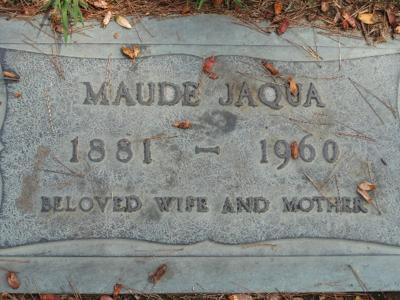 MAUDE JAQUA
1881 – 1960
BELOVED WIFE AND MOTHER